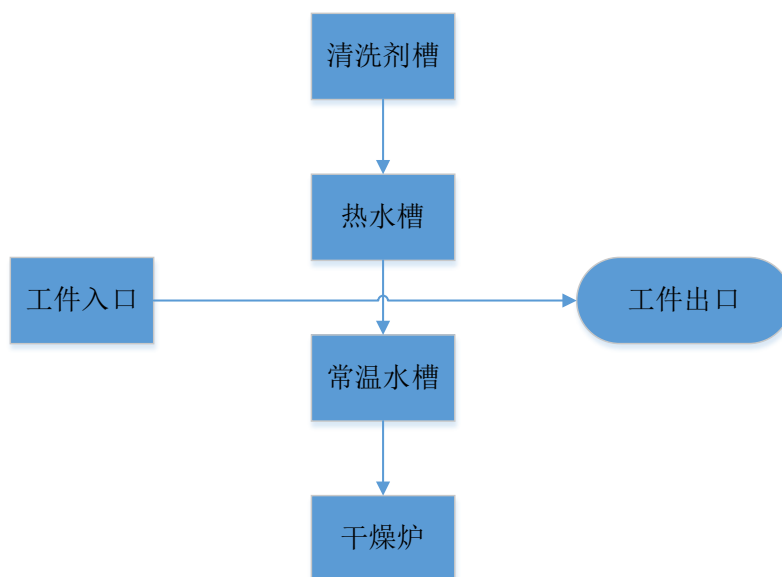 清洗剂槽
热水槽
工件入口
工件出口
常温水槽
干燥炉